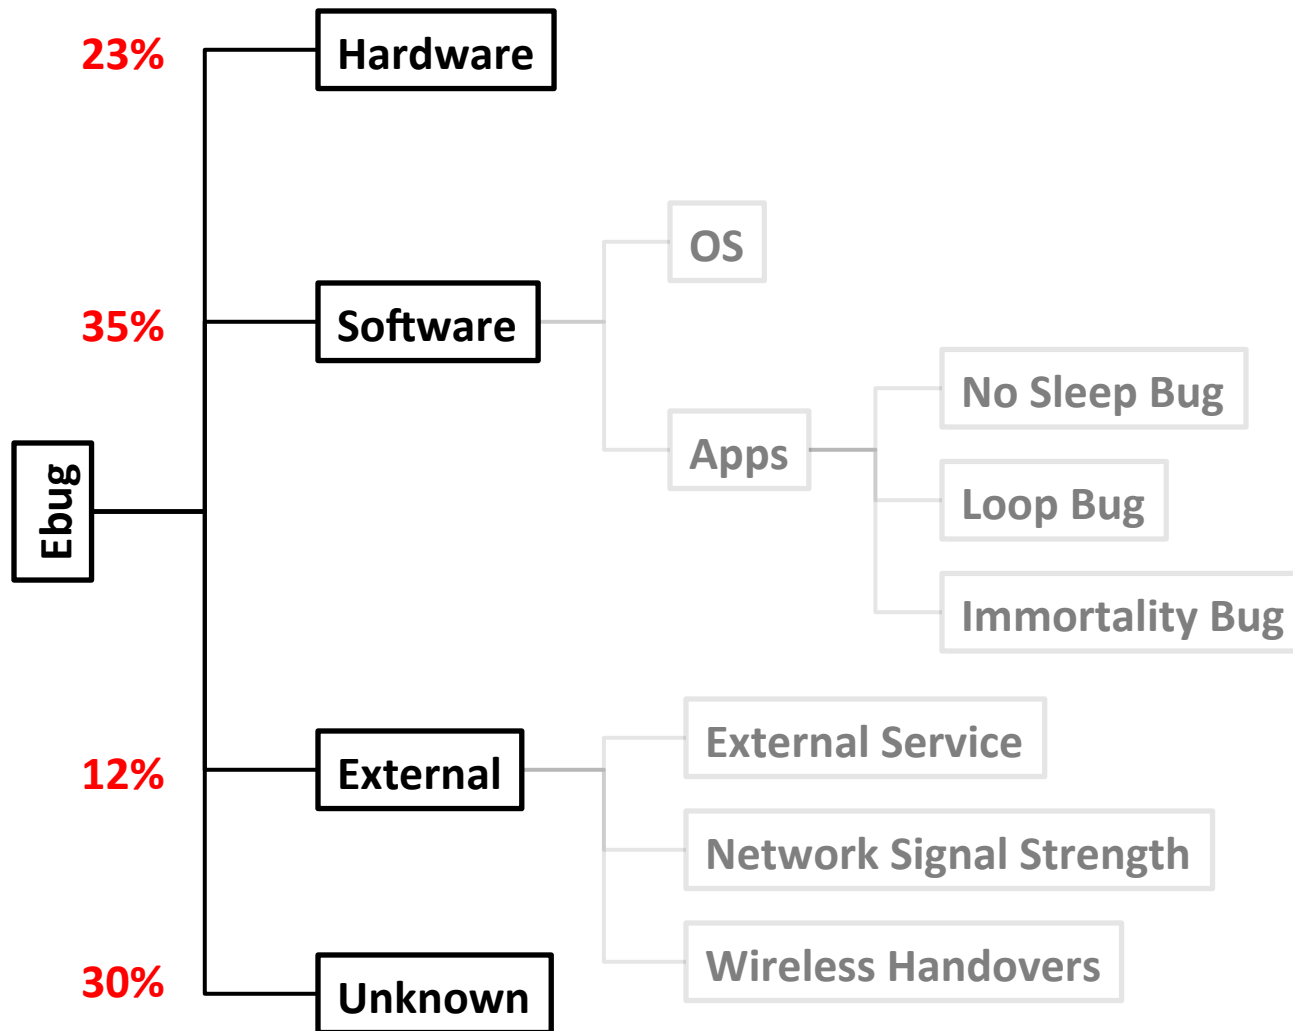 23%
Hardware
OS
35%
Software
No Sleep Bug
Apps
Loop Bug
Ebug
Immortality Bug
External Service
12%
External
Network Signal Strength
Wireless Handovers
30%
Unknown